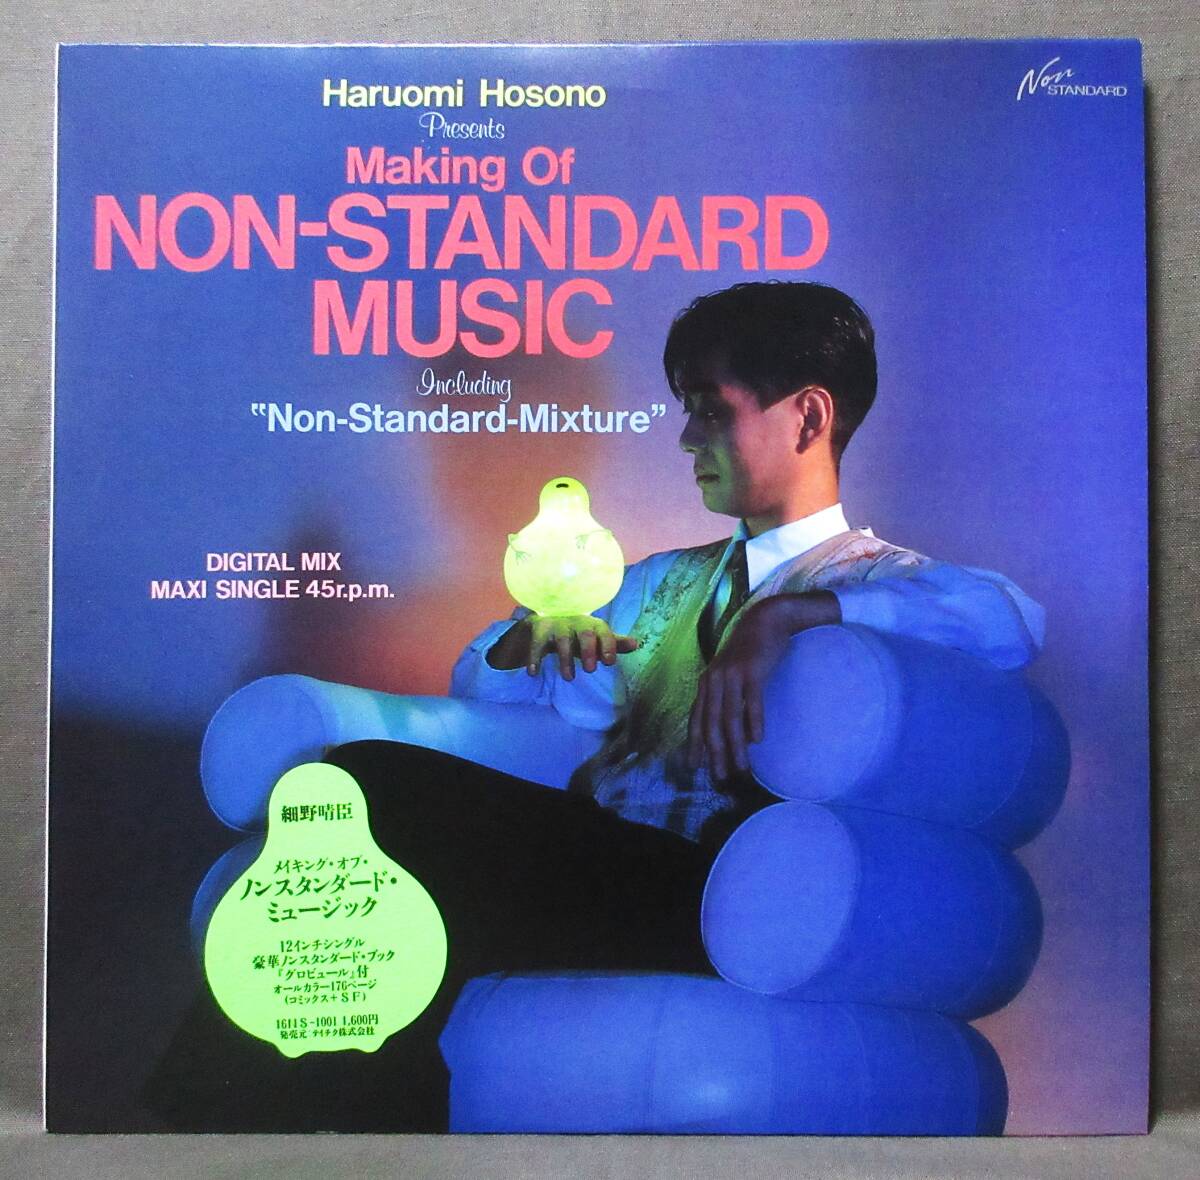 Haruomi Hosono
Presents
Making Of
NON-STANDARD
MUSIC
Including
"Non-Standard-Mixture"
Non
STANDARD
DIGITAL MIX
MAXI SINGLE 45r.p.m.
細野晴臣
メイキング・オブ・
ノンスタンダード・
ミュージック
12インチシングル
豪華ノンスタンダード・ブック
『グロビュール』付
オールカラー176ページ
(コミックス+SF)
1611S-1001 1,600円
発売元 テイチク株式会社